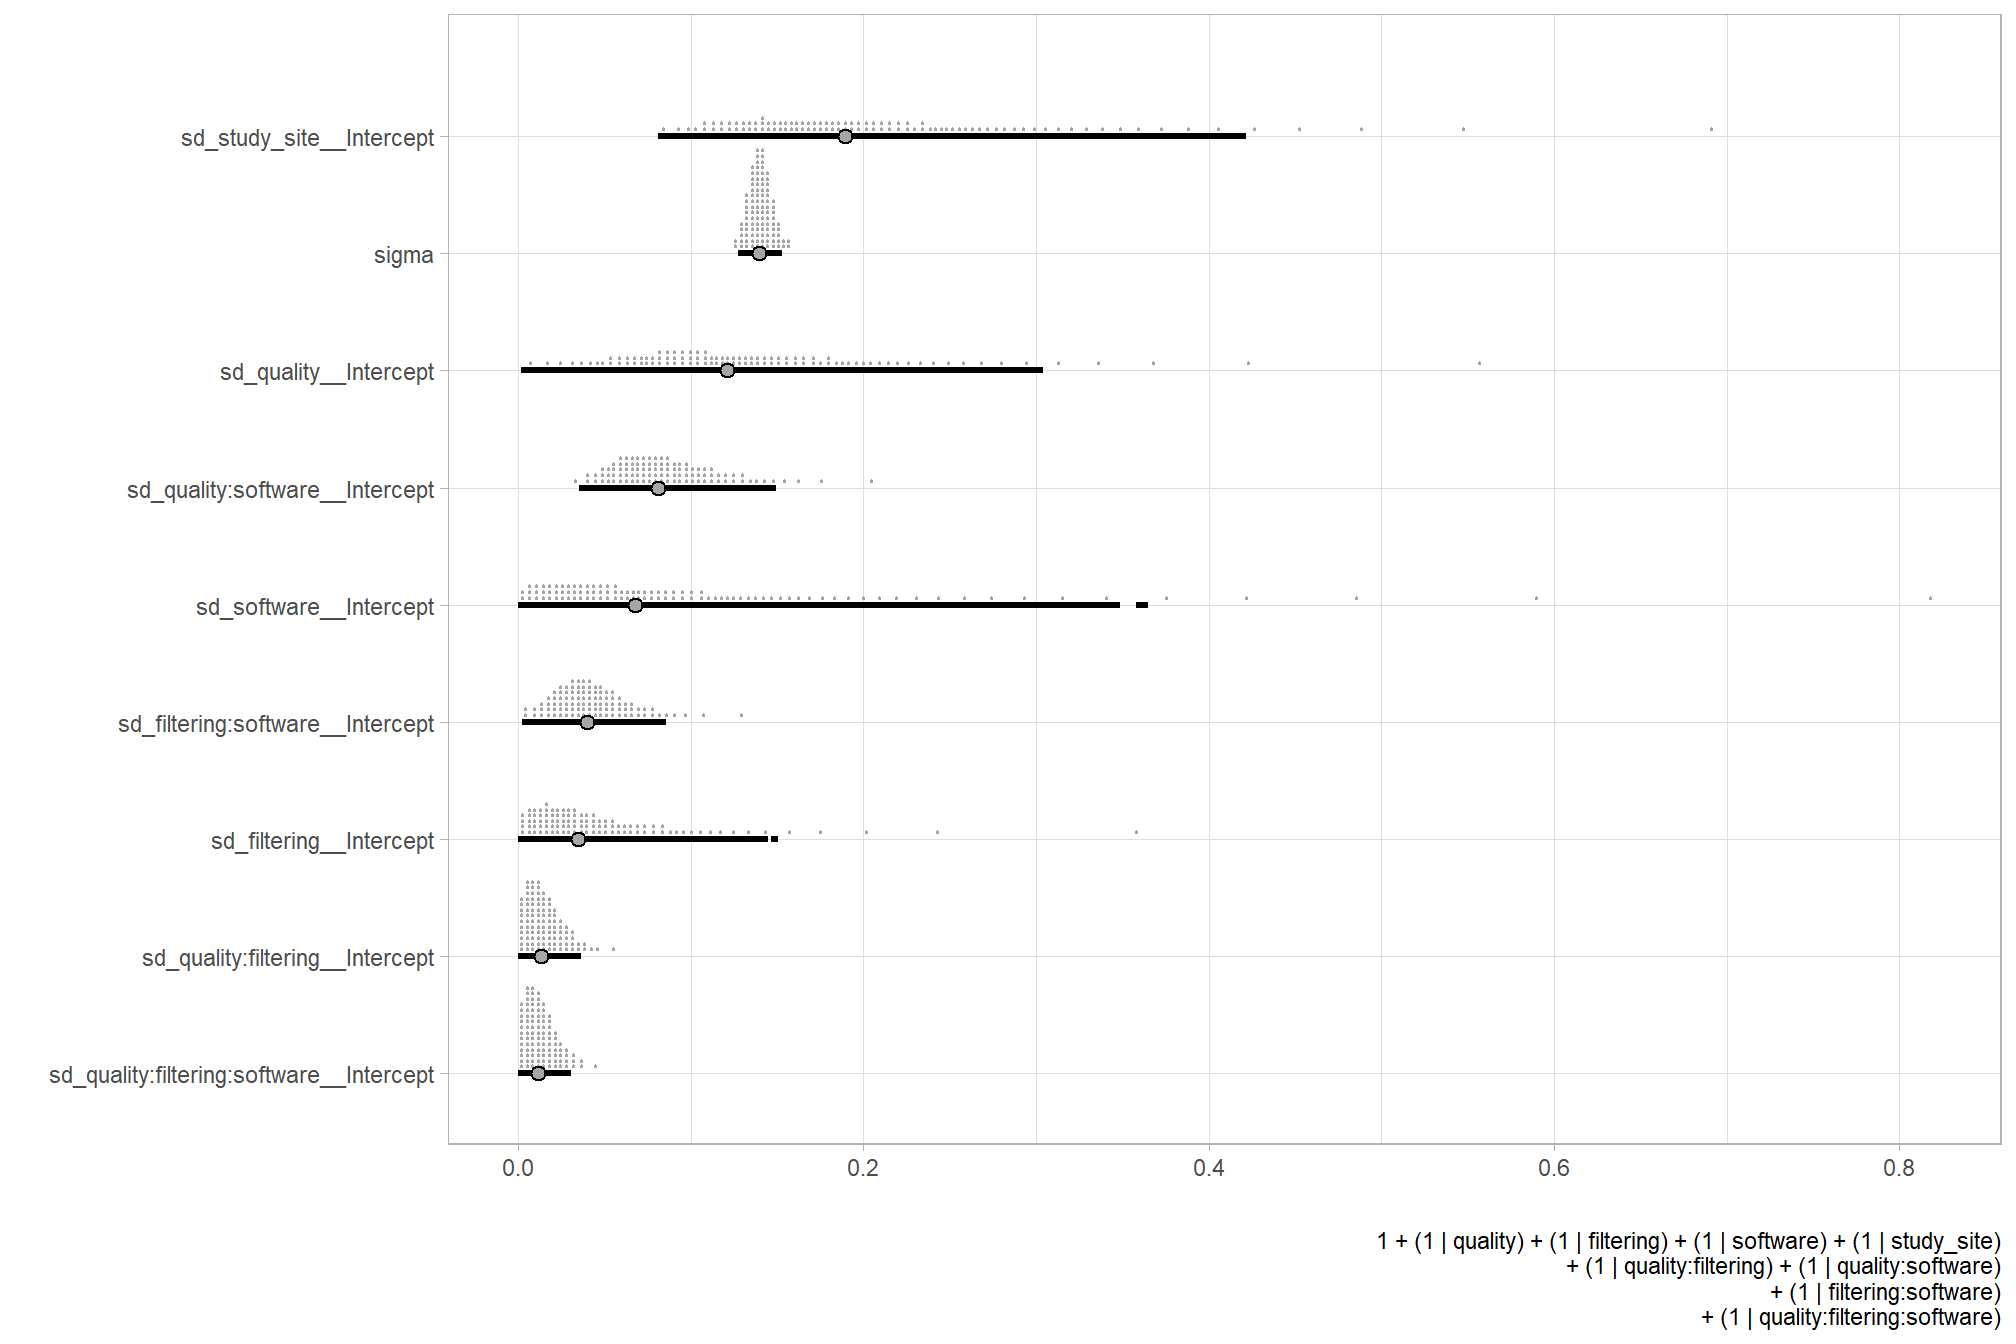 sd_study_site__Intercept
sigma
sd_quality__Intercept
sd_quality:software__Intercept
sd_software__Intercept
sd_filtering:software__Intercept
sd_filtering__Intercept
sd_quality:filtering__Intercept
sd_quality:filtering:software__Intercept
0.0 0.2 0.4 0.6 0.8
1 + (1 | quality) + (1 | filtering) + (1 | software) + (1 | study_site)
+ (1 | quality:filtering) + (1 | quality:software)
+ (1 | filtering:software)
+ (1 | quality:filtering:software)